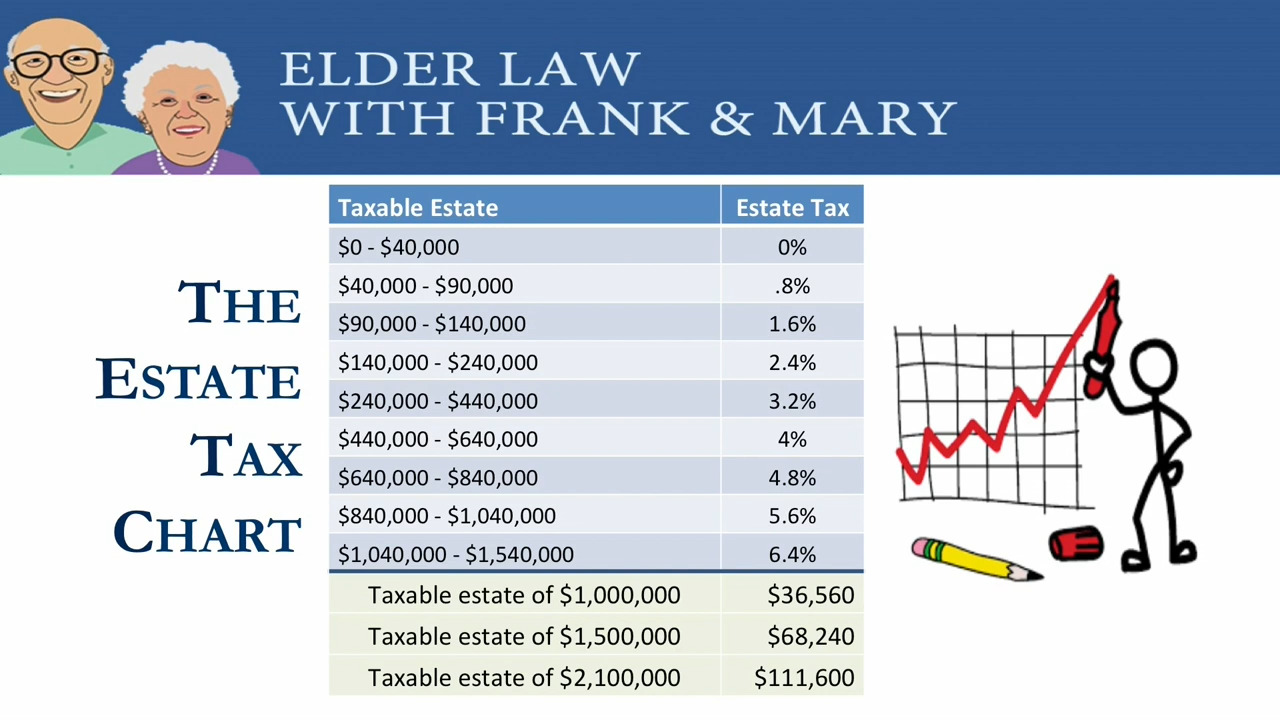 ELDER LAW
WITH FRANK & MARY
THE
ESTATE
TAX
CHART
Taxable Estate Estate Tax
$0 - $40,000 0%
$40,000 - $90,000 .8%
$90,000 - $140,000 1.6%
$140,000 - $240,000 2.4%
$240,000 - $440,000 3.2%
$440,000 - $640,000 4%
$640,000 - $840,000 4.8%
$840,000 - $1,040,000 5.6%
$1,040,000 - $1,540,000 6.4%
Taxable estate of $1,000,000 $36,560
Taxable estate of $1,500,000 $68,240
Taxable estate of $2,100,000 $111,600